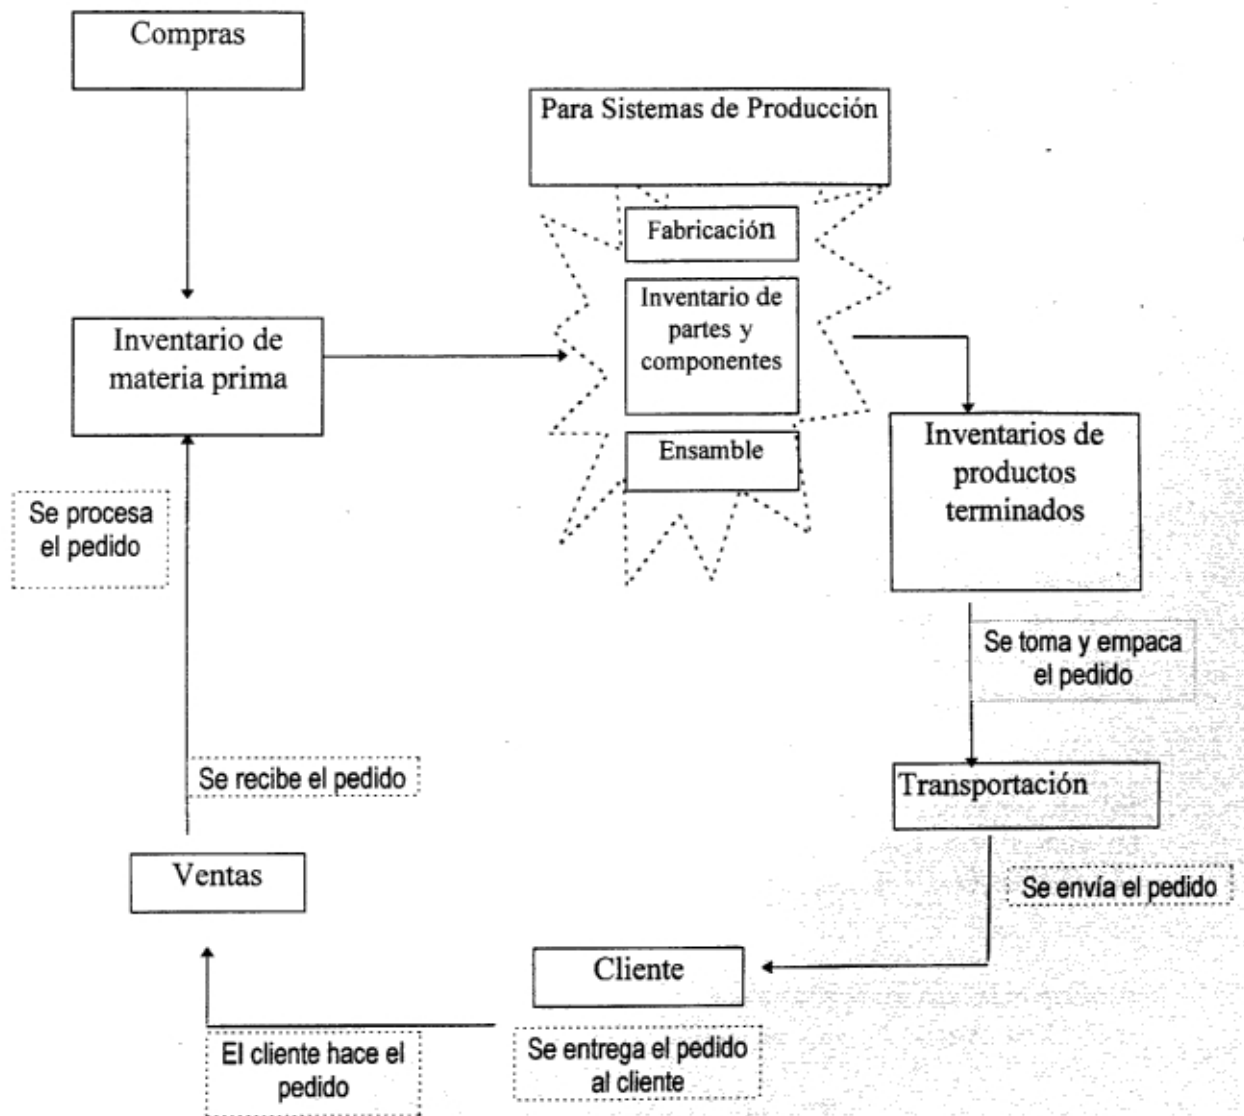 Compras
Para Sistemas de Producción
Fabricación
Inventario de
partes y
componentes
Ensamble
Inventario de
materia prima
Inventarios de
productos
terminados
Se procesa
el pedido
Se toma y empaca
el pedido
Se recibe el pedido
Transportación
Ventas
Se envía el pedido
Cliente
El cliente hace el
pedido
Se entrega el pedido
al cliente